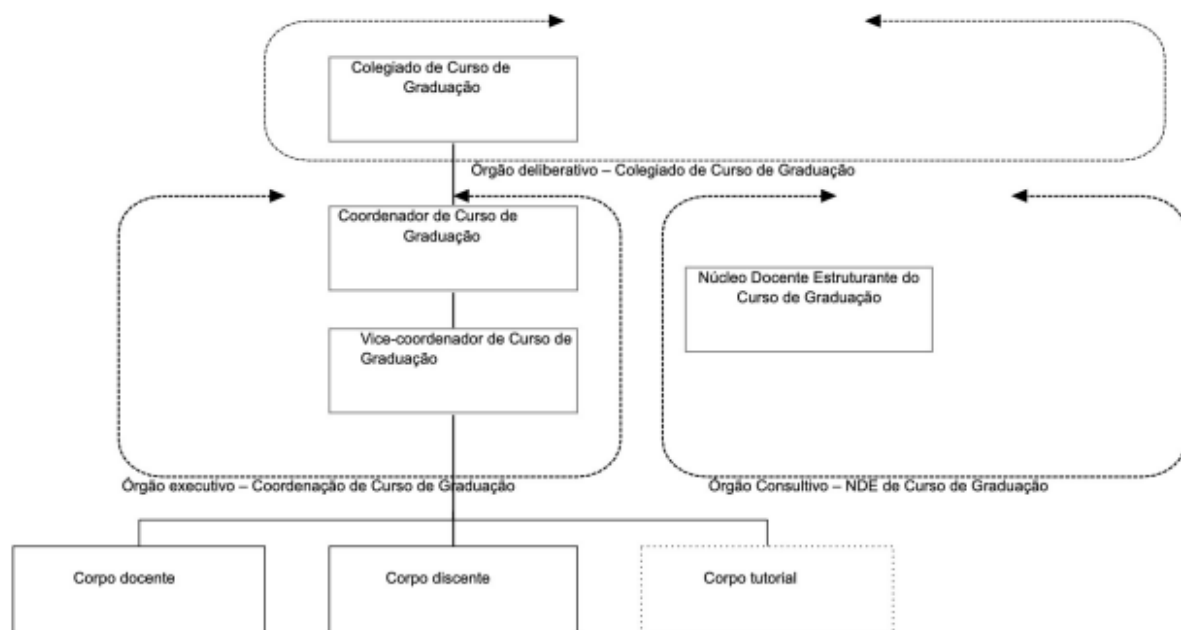 Colegiado de Curso de
Graduação
Órgão deliberativo – Colegiado de Curso de Graduação
Coordenador de Curso de
Graduação
Núcleo Docente Estruturante do
Curso de Graduação
Vice-coordenador de Curso de
Graduação
Órgão executivo – Coordenação de Curso de Graduação
Órgão Consultivo – NDE de Curso de Graduação
Corpo docente
Corpo discente
Corpo tutorial